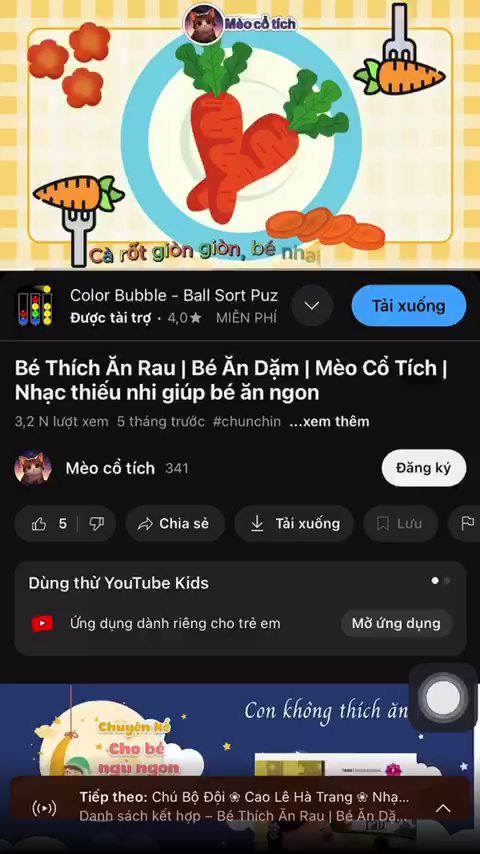 Mèo cổ tích
Cà rốt giòn giòn, bé nhai
Color Bubble - Ball Sort Puz
Được tài trợ · 4,0★ MIỄN PHÍ
Tải xuống
Bé Thích Ăn Rau | Bé Ăn Dặm | Mèo Cổ Tích |
Nhạc thiếu nhi giúp bé ăn ngon
3,2 N lượt xem 5 tháng trước #chunchin ...xem thêm
Mèo cổ tích 341
Đăng ký
5
Chia sẻ
Tải xuống
Lưu
Dùng thử YouTube Kids
Ứng dụng dành riêng cho trẻ em
Mở ứng dụng
Chuyện kể
Cho bé
ngủ ngon
Con không thích ăn
Tiếp theo: Chú Bộ Đội ❀ Cao Lê Hà Trang ❀ Nhạ...
Danh sách kết hợp – Bé Thích Ăn Rau | Bé Ăn Dặ...